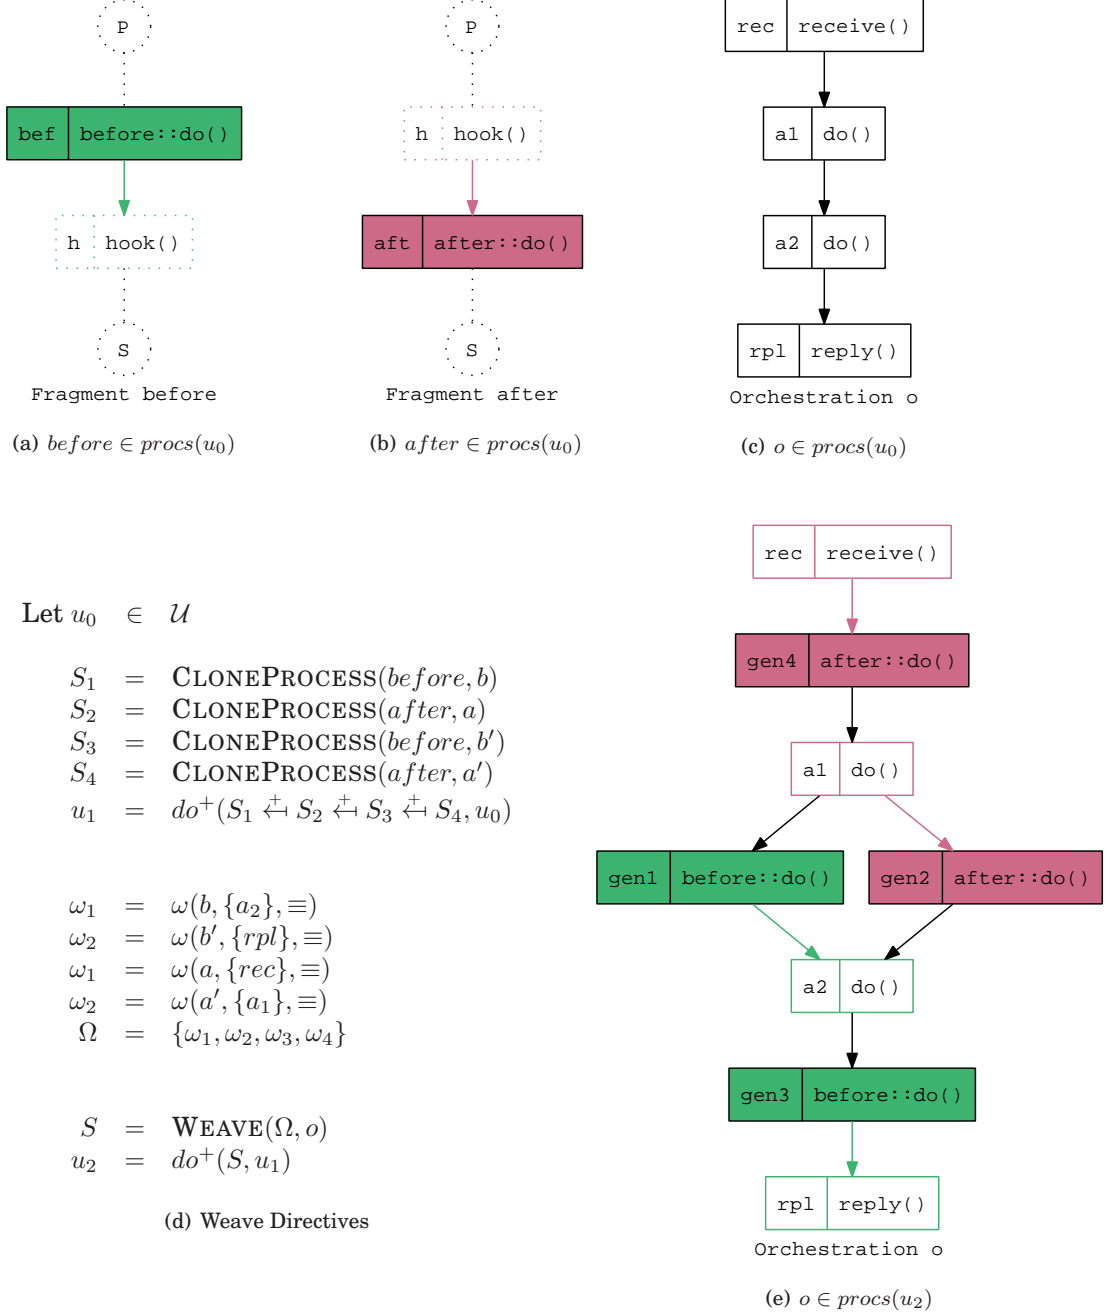 P
bef before::do()
h hook()
S
Fragment before
(a) before ∈ procs(u₀)
P
h hook()
aft after::do()
S
Fragment after
(b) after ∈ procs(u₀)
rec receive()
a1 do()
a2 do()
rpl reply()
Orchestration o
(c) o ∈ procs(u₀)
Let u₀ ∈ 𝒰
S₁ = CLONEPROCESS(before, b)
S₂ = CLONEPROCESS(after, a)
S₃ = CLONEPROCESS(before, b′)
S₄ = CLONEPROCESS(after, a′)
u₁ = do⁺(S₁ ↤⁺ S₂ ↤⁺ S₃ ↤⁺ S₄, u₀)
ω₁ = ω(b, {a₂}, ≡)
ω₂ = ω(b′, {rpl}, ≡)
ω₁ = ω(a, {rec}, ≡)
ω₂ = ω(a′, {a₁}, ≡)
Ω = {ω₁, ω₂, ω₃, ω₄}
S = WEAVE(Ω, o)
u₂ = do⁺(S, u₁)
(d) Weave Directives
rec receive()
gen4 after::do()
a1 do()
gen1 before::do()
gen2 after::do()
a2 do()
gen3 before::do()
rpl reply()
Orchestration o
(e) o ∈ procs(u₂)